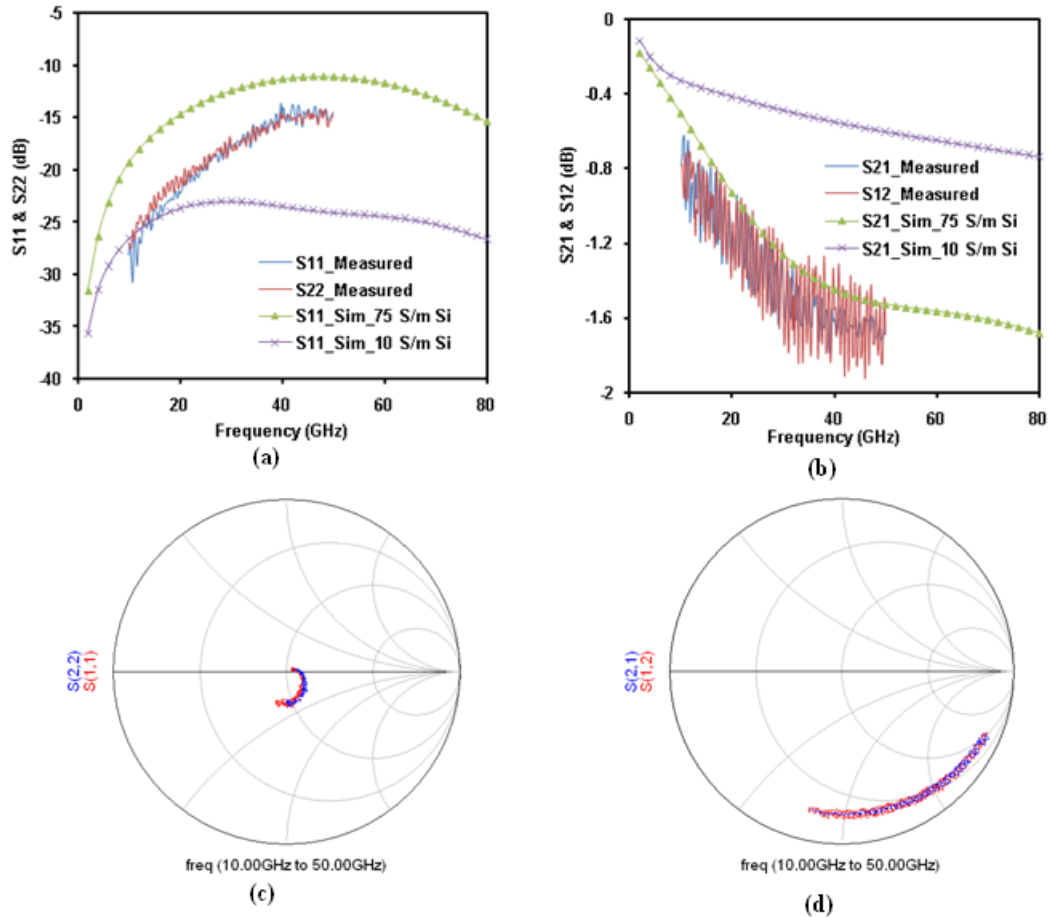 -5
-10
-15
-20
-25
-30
-35
-40
S11 & S22 (dB)
S11_Measured
S22_Measured
S11_Sim_75 S/m Si
S11_Sim_10 S/m Si
0 20 40 60 80
Frequency (GHz)
(a)
0
-0.4
-0.8
-1.2
-1.6
-2
S21 & S12 (dB)
S21_Measured
S12_Measured
S21_Sim_75 S/m Si
S21_Sim_10 S/m Si
0 20 40 60 80
Frequency (GHz)
(b)
S(2,2)
S(1,1)
freq (10.00GHz to 50.00GHz)
(c)
S(2,1)
S(1,2)
freq (10.00GHz to 50.00GHz)
(d)